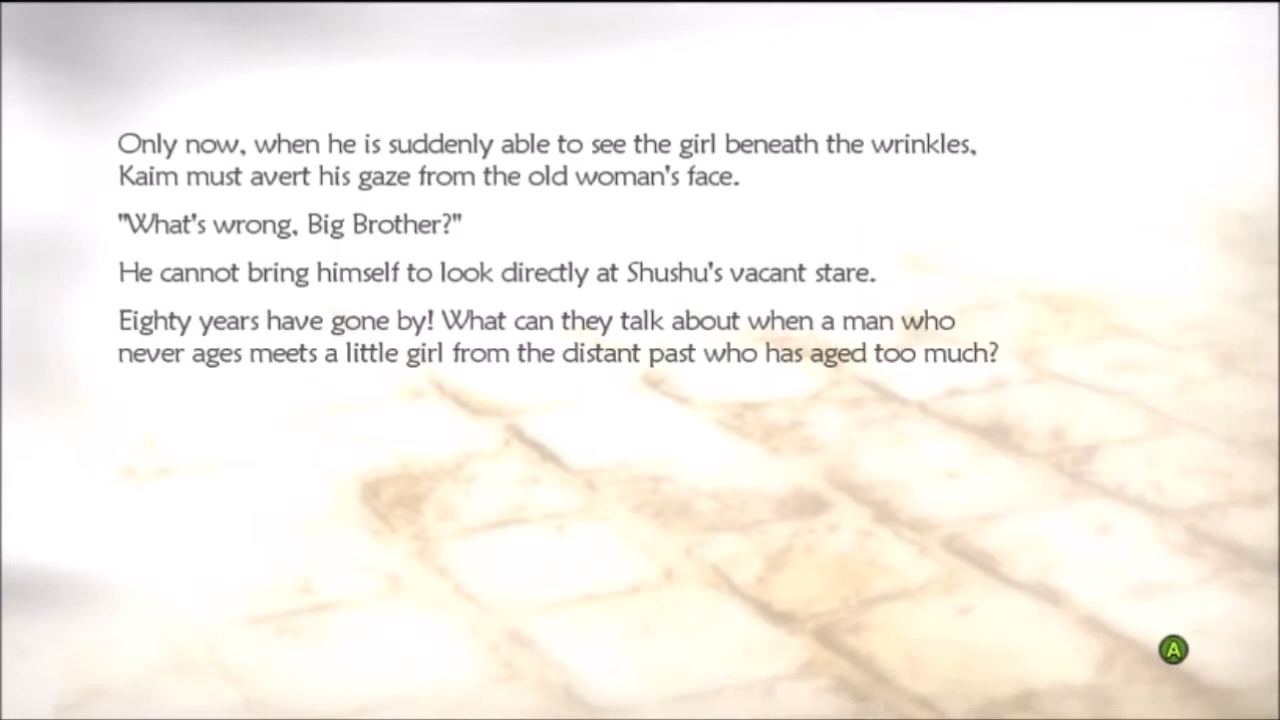 Only now, when he is suddenly able to see the girl beneath the wrinkles,
Kaim must avert his gaze from the old woman's face.
"What's wrong, Big Brother?"
He cannot bring himself to look directly at Shushu's vacant stare.
Eighty years have gone by! What can they talk about when a man who
never ages meets a little girl from the distant past who has aged too much?
A